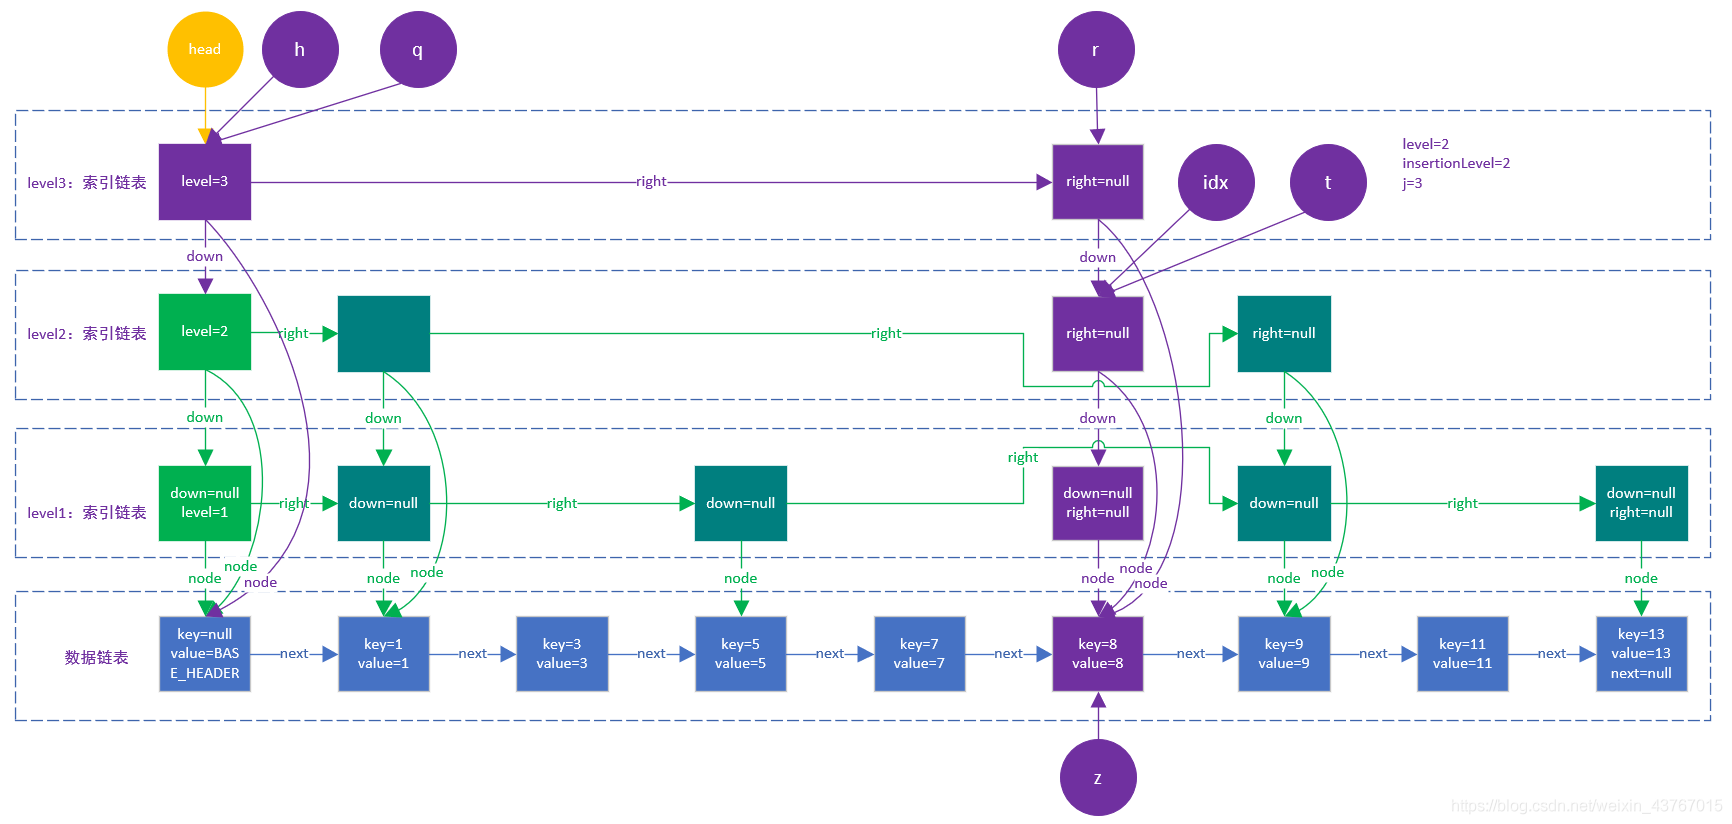 head
h
q
r
level3：索引链表
level=3
right
right=null
idx
t
level=2
insertionLevel=2
j=3
down
down
level2：索引链表
level=2
right
right
right=null
right=null
down
down
down
down
level1：索引链表
down=null
level=1
right
down=null
right
down=null
right
down=null
right=null
down=null
right
down=null
right=null
node
node
node
node
node
node
node
node
node
node
node
node
数据链表
key=null
value=BAS
E_HEADER
next
key=1
value=1
next
key=3
value=3
next
key=5
value=5
next
key=7
value=7
next
key=8
value=8
next
key=9
value=9
next
key=11
value=11
next
key=13
value=13
next=null
z
https://blog.csdn.net/weixin_43767015